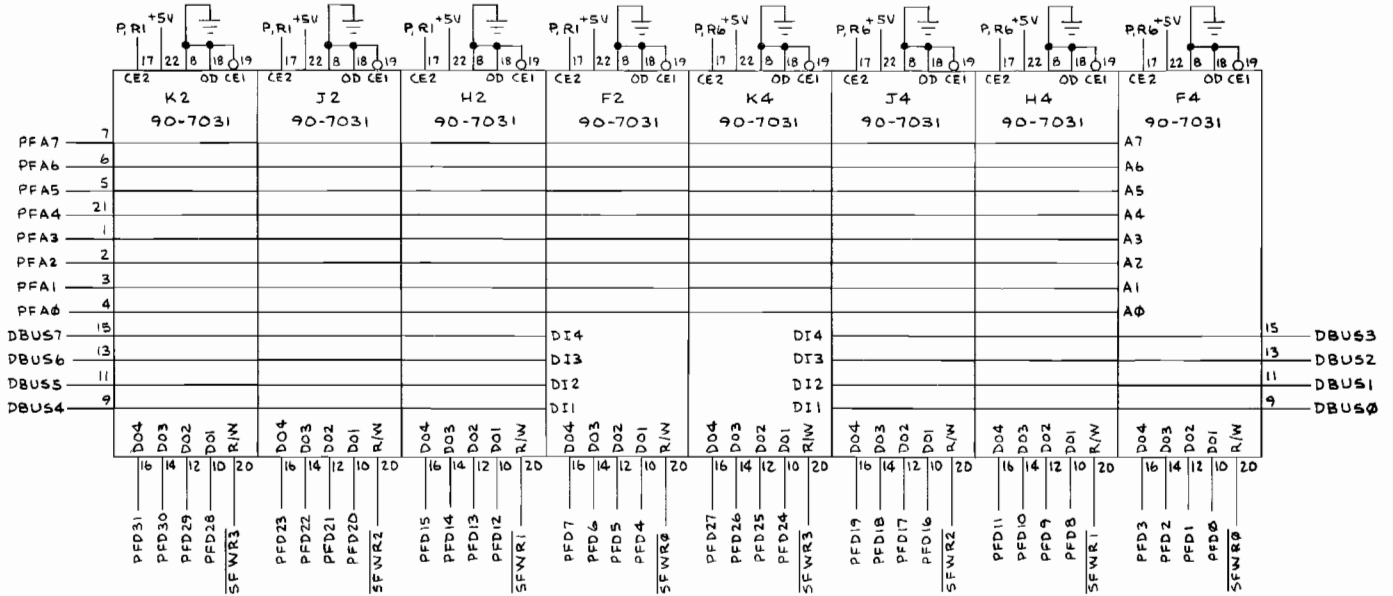 P,R1 +5V P,R1 +5V P,R1 +5V P,R1 +5V P,R6 +5V P,R6 +5V P,R6 +5V P,R6 +5V
17 22 8 18 19 17 22 8 18 19 17 22 8 18 19 17 22 8 18 19 17 22 8 18 19 17 22 8 18 19 17 22 8 18 19 17 22 8 18 19
CE2 OD CE1 CE2 OD CE1 CE2 OD CE1 CE2 OD CE1 CE2 OD CE1 CE2 OD CE1 CE2 OD CE1 CE2 OD CE1
K2 J2 H2 F2 K4 J4 H4 F4
90-7031 90-7031 90-7031 90-7031 90-7031 90-7031 90-7031 90-7031
PFA7 7 A7
PFA6 6 A6
PFA5 5 A5
PFA4 21 A4
PFA3 1 A3
PFA2 2 A2
PFA1 3 A1
PFAØ 4 AØ
DBUS7 15 DI4 DI4 15 DBUS3
DBUS6 13 DI3 DI3 13 DBUS2
DBUS5 11 DI2 DI2 11 DBUS1
DBUS4 9 DI1 DI1 9 DBUSØ
DO4 DO3 DO2 DO1 R/W DO4 DO3 DO2 DO1 R/W DO4 DO3 DO2 DO1 R/W DO4 DO3 DO2 DO1 R/W DO4 DO3 DO2 DO1 R/W DO4 DO3 DO2 DO1 R/W DO4 DO3 DO2 DO1 R/W DO4 DO3 DO2 DO1 R/W
16 14 12 10 20 16 14 12 10 20 16 14 12 10 20 16 14 12 10 20 16 14 12 10 20 16 14 12 10 20 16 14 12 10 20 16 14 12 10 20
PFD31 PFD30 PFD29 PFD28 SFWR3 PFD23 PFD22 PFD21 PFD20 SFWR2 PFD15 PFD14 PFD13 PFD12 SFWR1 PFD7 PFD6 PFD5 PFD4 SFWRØ PFD27 PFD26 PFD25 PFD24 SFWR3 PFD19 PFD18 PFD17 PFD16 SFWR2 PFD11 PFD10 PFD9 PFD8 SFWR1 PFD3 PFD2 PFD1 PFDØ SFWRØ